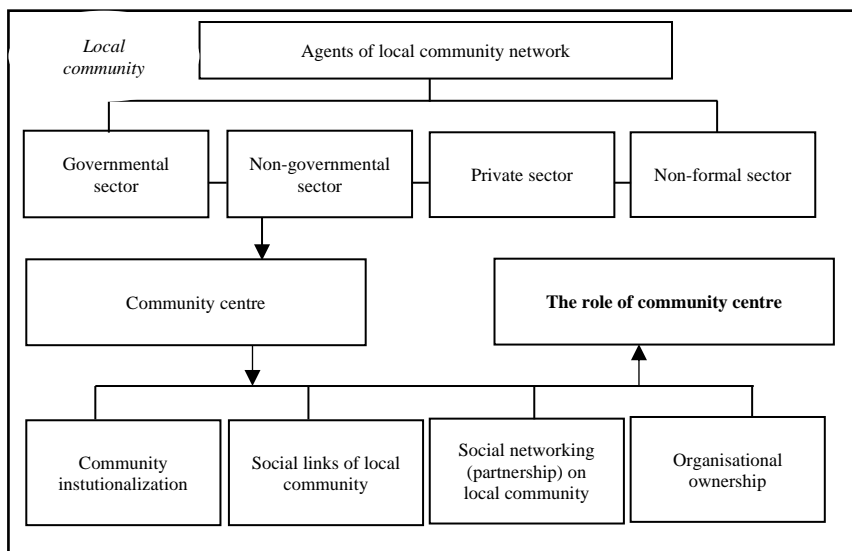 Local
community
Agents of local community network
Governmental
sector
Non-governmental
sector
Private sector
Non-formal sector
Community centre
The role of community centre
Community
instutionalization
Social links of local
community
Social networking
(partnership) on
local community
Organisational
ownership